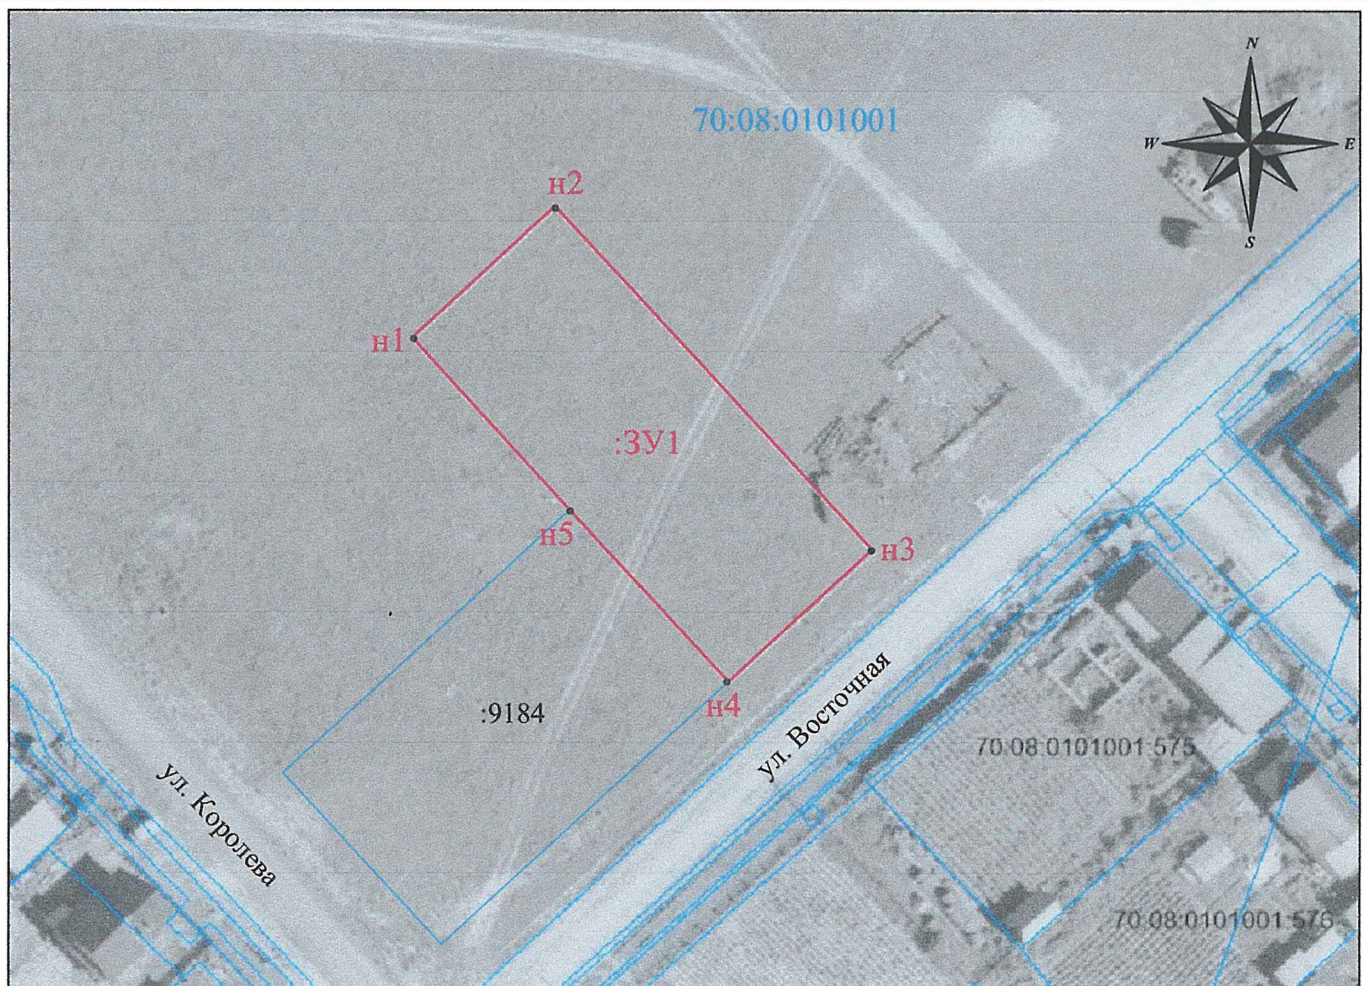 N
70:08:0101001
W
E
н2
S
н1
:ЗУ1
н5
н3
н4
ул. Восточная
:9184
70:08:0101001:575
ул. Королева
70:08:0101001:576